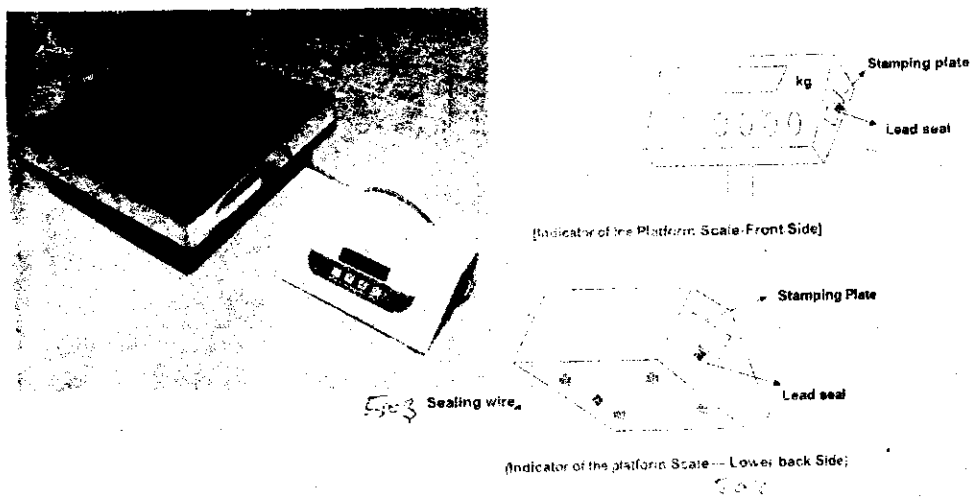 Stamping plate
kg
Lead seal
[Indicator of the Platform Scale-Front Side]
Stamping Plate
Lead seal
Sealing wire
(Indicator of the platform Scale --- Lower back Side)